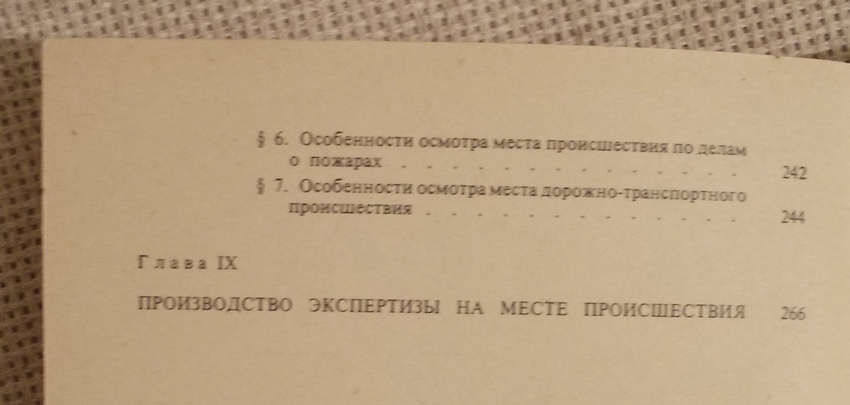 § 6. Особенности осмотра места происшествия по делам
о пожарах . . . . . . . . . . . . . 242
§ 7. Особенности осмотра места дорожно-транспортного
происшествия . . . . . . . . . . . . 244
Глава IX
ПРОИЗВОДСТВО ЭКСПЕРТИЗЫ НА МЕСТЕ ПРОИСШЕСТВИЯ 266